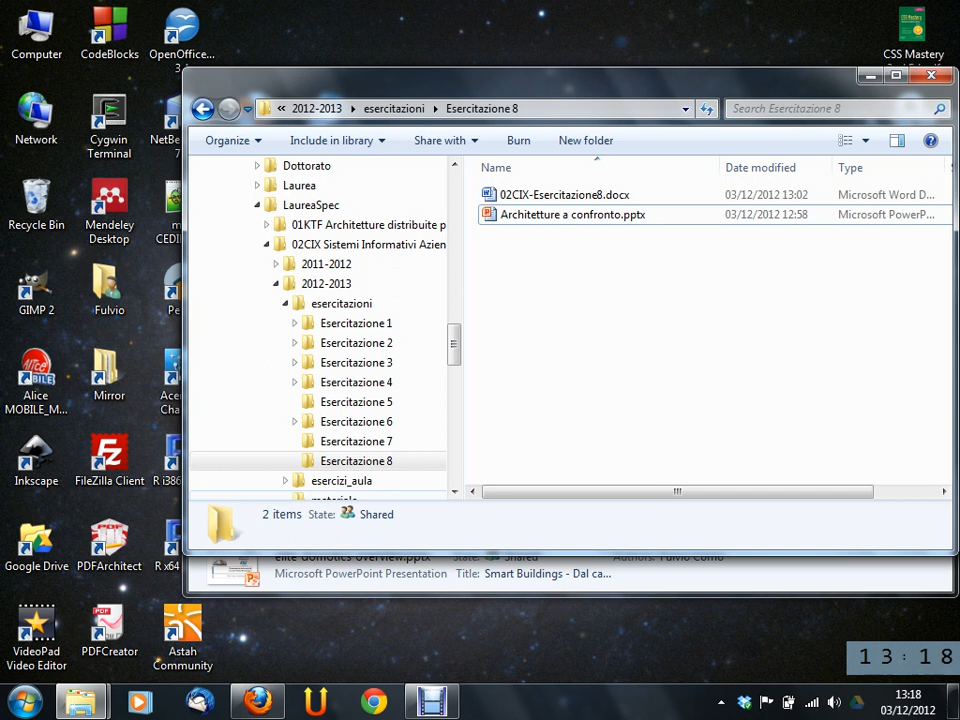 Computer
CodeBlocks
OpenOffice...
CSS Mastery
Network
Cygwin
Terminal
Recycle Bin
Mendeley
Desktop
GIMP 2
Fulvio
Alice
MOBILE_M...
Mirror
Inkscape
FileZilla Client
R i386
Google Drive
PDFArchitect
R x64
VideoPad
Video Editor
PDFCreator
Astah
Community
« 2012-2013 esercitazioni Esercitazione 8
Search Esercitazione 8
Organize Include in library Share with Burn New folder
Dottorato
Laurea
LaureaSpec
01KTF Architetture distribuite p
02CIX Sistemi Informativi Azien
2011-2012
2012-2013
esercitazioni
Esercitazione 1
Esercitazione 2
Esercitazione 3
Esercitazione 4
Esercitazione 5
Esercitazione 6
Esercitazione 7
Esercitazione 8
esercizi_aula
Name Date modified Type
02CIX-Esercitazione8.docx 03/12/2012 13:02 Microsoft Word D...
Architetture a confronto.pptx 03/12/2012 12:58 Microsoft PowerP...
2 items State: Shared
Microsoft PowerPoint Presentation Title: Smart Buildings - Dal ca...
13:18
13:18
03/12/2012